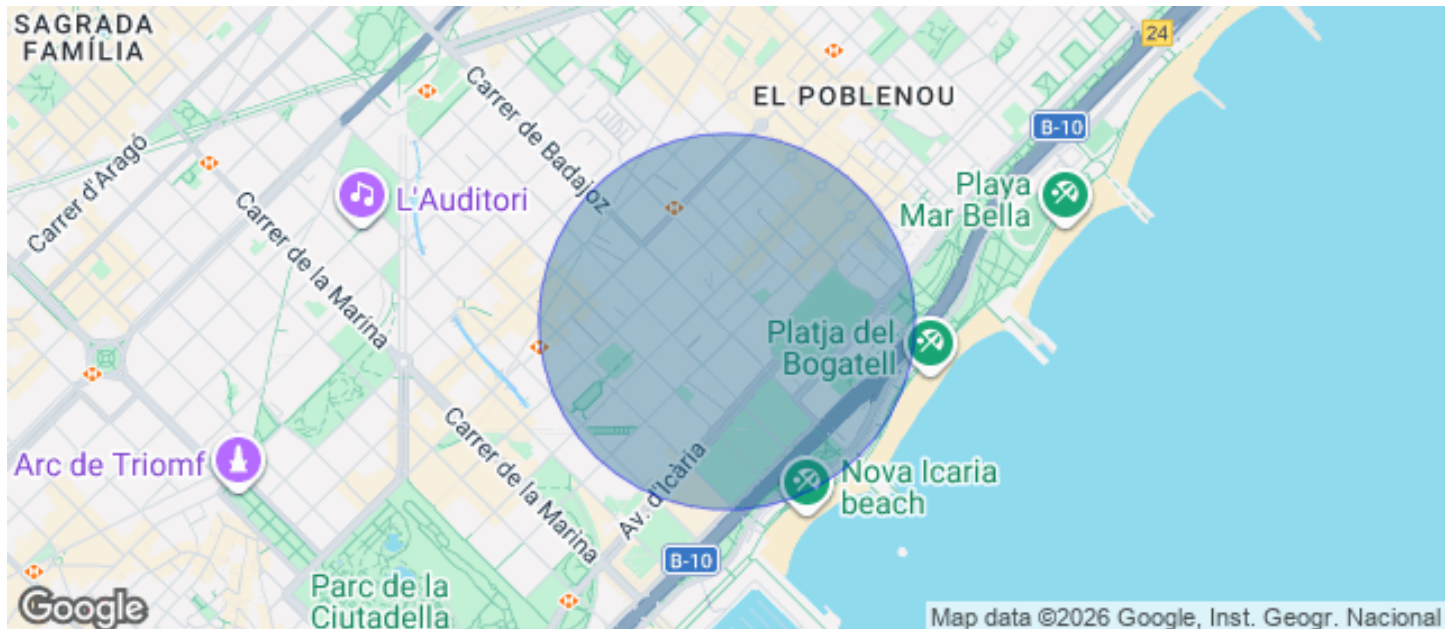 SAGRADA
FAMÍLIA
24
Carrer de Badajoz
EL POBLENOU
B-10
Carrer d'Aragó
L'Auditori
Playa
Mar Bella
Carrer de la Marina
Platja del
Bogatell
Arc de Triomf
Carrer de la Marina
Av. d'Icària
Nova Icaria
beach
B-10
Parc de la
Ciutadella
Google
Map data ©2026 Google, Inst. Geogr. Nacional